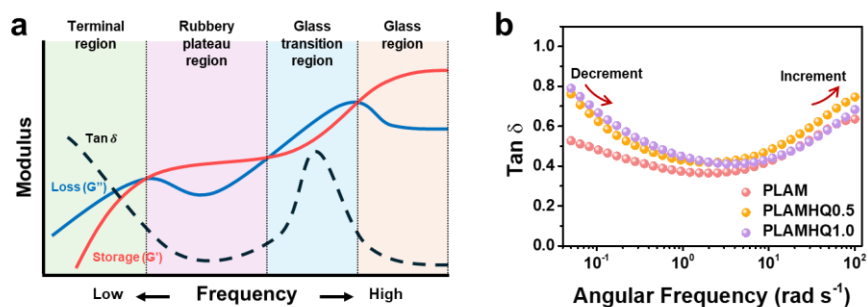 a
Terminal
region
Rubbery
plateau
region
Glass
transition
region
Glass
region
Modulus
Tan δ
Loss (G")
Storage (G')
Low
Frequency
High
b
Tan δ
1.0
0.8
0.6
0.4
0.2
0.0
Decrement
Increment
PLAM
PLAMHQ0.5
PLAMHQ1.0
10⁻¹ 10⁰ 10¹ 10²
Angular Frequency (rad s⁻¹)